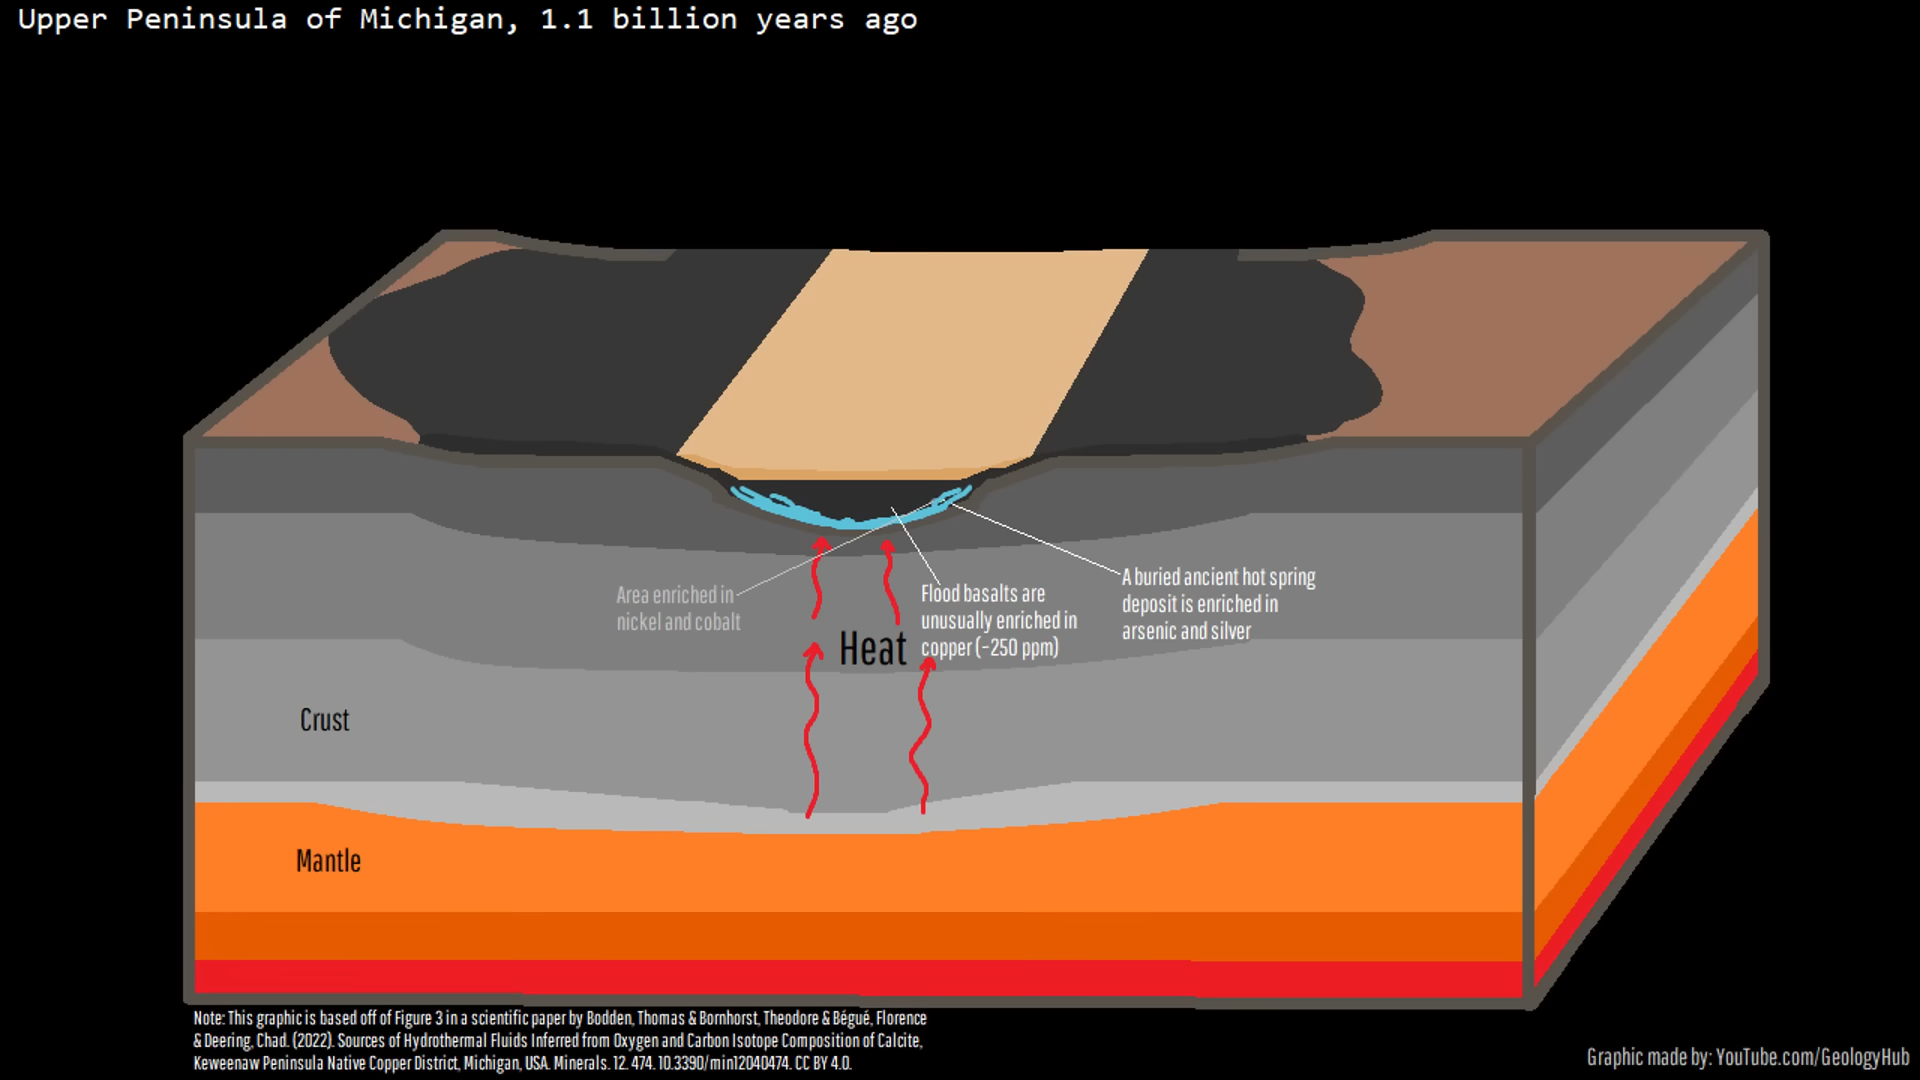 Upper Peninsula of Michigan, 1.1 billion years ago
Area enriched in
nickel and cobalt
Flood basalts are
unusually enriched in
copper (~250 ppm)
A buried ancient hot spring
deposit is enriched in
arsenic and silver
Heat
Crust
Mantle
Note: This graphic is based off of Figure 3 in a scientific paper by Bodden, Thomas & Bornhorst, Theodore & Bégué, Florence
& Deering, Chad. (2022). Sources of Hydrothermal Fluids Inferred from Oxygen and Carbon Isotope Composition of Calcite,
Keweenaw Peninsula Native Copper District, Michigan, USA. Minerals. 12. 474. 10.3390/min12040474. CC BY 4.0.
Graphic made by: YouTube.com/GeologyHub